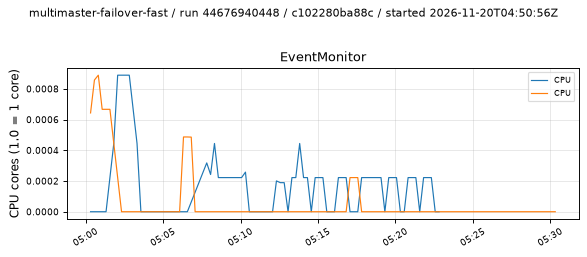 multimaster-failover-fast / run 44676940448 / c102280ba88c / started 2026-11-20T04:50:56Z
EventMonitor
CPU cores (1.0 = 1 core)
0.0008
0.0006
0.0004
0.0002
0.0000
CPU
CPU
05:00
05:05
05:10
05:15
05:20
05:25
05:30